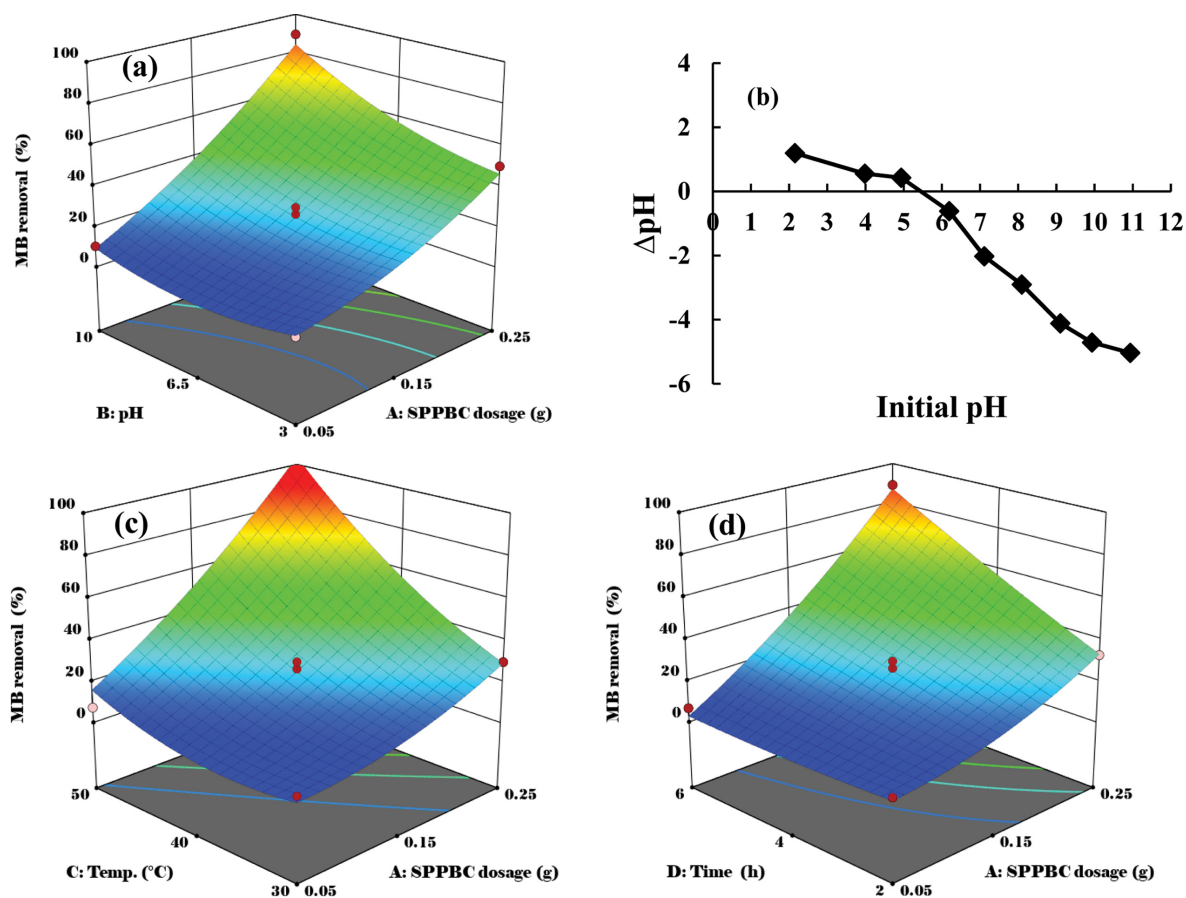 (a)
100
80
60
40
20
0
MB removal (%)
10
6.5
3
0.05
0.15
0.25
B: pH
A: SPPBC dosage (g)
(b)
4
2
0
-2
-4
-6
ΔpH
0 1 2 3 4 5 6 7 8 9 10 11 12
Initial pH
(c)
100
80
60
40
20
0
MB removal (%)
50
40
30
0.05
0.15
0.25
C: Temp. (°C)
A: SPPBC dosage (g)
(d)
100
80
60
40
20
0
MB removal (%)
6
4
2
0.05
0.15
0.25
D: Time (h)
A: SPPBC dosage (g)